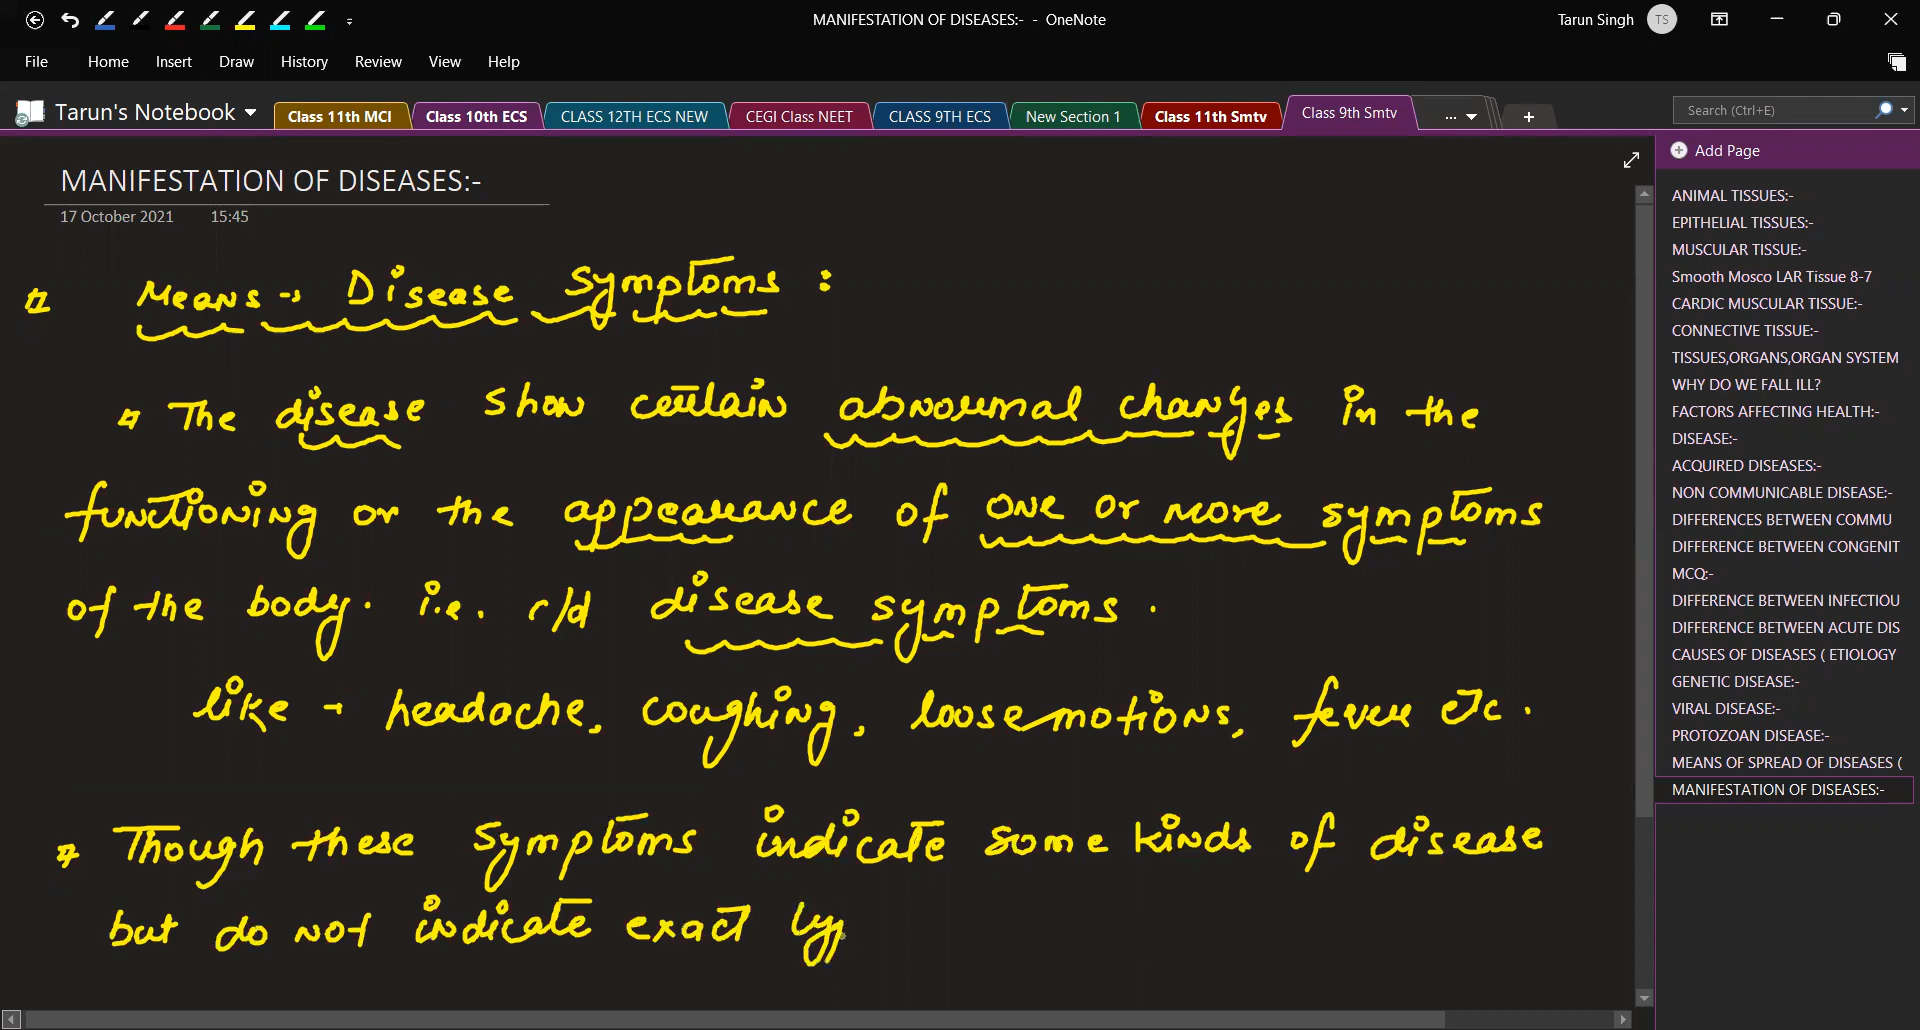 MANIFESTATION OF DISEASES:- - OneNote
Tarun Singh
TS
File Home Insert Draw History Review View Help
Tarun's Notebook
Class 11th MCI
Class 10th ECS
CLASS 12TH ECS NEW
CEGI Class NEET
CLASS 9TH ECS
New Section 1
Class 11th Smtv
Class 9th Smtv
...
+
Search (Ctrl+E)
MANIFESTATION OF DISEASES:-
17 October 2021 15:45
Means → Disease Symptoms :
The disease show certain abnormal changes in the
functioning or the appearance of one or more symptoms
of the body. i.e. c/d disease symptoms.
like → headache, coughing, loosemotions, fever etc.
Though these symptoms indicate some kinds of disease
but do not indicate exact typ
Add Page
ANIMAL TISSUES:-
EPITHELIAL TISSUES:-
MUSCULAR TISSUE:-
Smooth Mosco LAR Tissue 8-7
CARDIC MUSCULAR TISSUE:-
CONNECTIVE TISSUE:-
TISSUES,ORGANS,ORGAN SYSTEM
WHY DO WE FALL ILL?
FACTORS AFFECTING HEALTH:-
DISEASE:-
ACQUIRED DISEASES:-
NON COMMUNICABLE DISEASE:-
DIFFERENCES BETWEEN COMMU
DIFFERENCE BETWEEN CONGENIT
MCQ:-
DIFFERENCE BETWEEN INFECTIOU
DIFFERENCE BETWEEN ACUTE DIS
CAUSES OF DISEASES ( ETIOLOGY
GENETIC DISEASE:-
VIRAL DISEASE:-
PROTOZOAN DISEASE:-
MEANS OF SPREAD OF DISEASES (
MANIFESTATION OF DISEASES:-